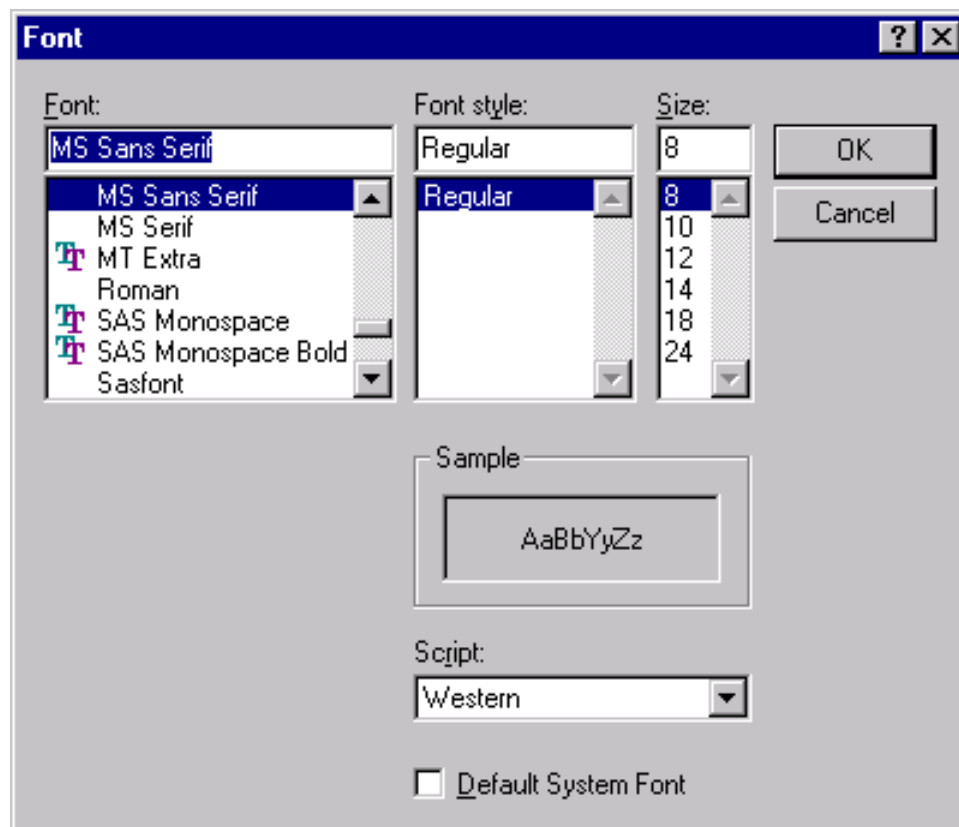 Font
Font:
MS Sans Serif
MS Sans Serif
MS Serif
MT Extra
Roman
SAS Monospace
SAS Monospace Bold
Sasfont
Font style:
Regular
Regular
Size:
8
8
10
12
14
18
24
OK
Cancel
Sample
AaBbYyZz
Script:
Western
Default System Font